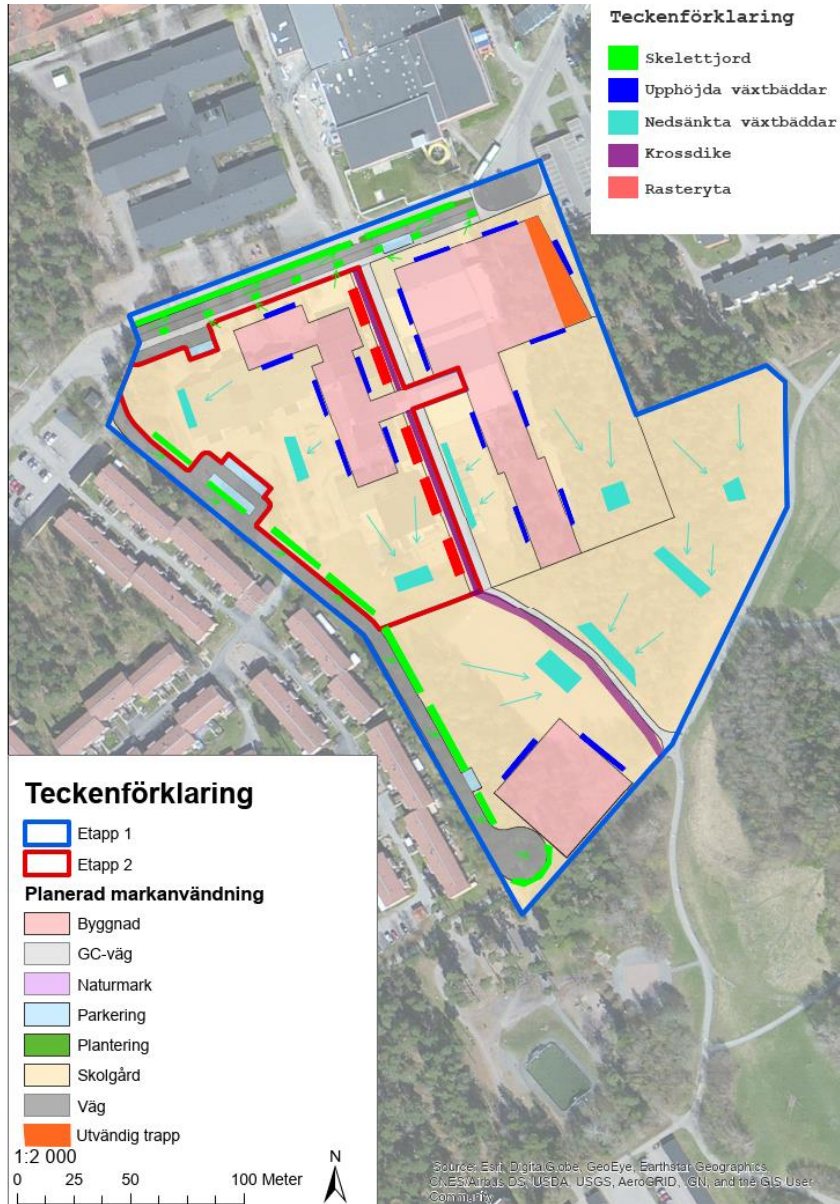 Teckenförklaring
Skelettjord
Upphöjda växtbäddar
Nedsänkta växtbäddar
Krossdike
Rasteryta
Teckenförklaring
Etapp 1
Etapp 2
Planerad markanvändning
Byggnad
GC-väg
Naturmark
Parkering
Plantering
Skolgård
Väg
Utvändig trapp
1:2 000
0 25 50 100 Meter
N
Source: Esri, DigitalGlobe, GeoEye, Earthstar Geographics,
CNES/Airbus DS, USDA, USGS, AeroGRID, IGN, and the GIS User
Community